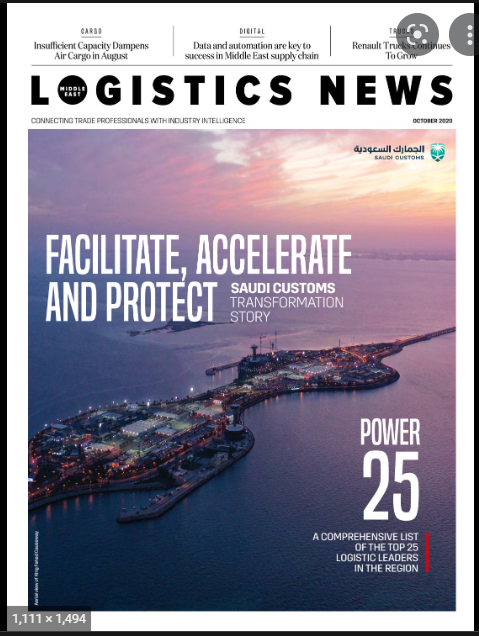 CARGO
Insufficient Capacity Dampens
Air Cargo in August
DIGITAL
Data and automation are key to
success in Middle East supply chain
TRUCKS
Renault Trucks Continues
To Grow
LOGISTICS NEWS
MIDDLE
EAST
CONNECTING TRADE PROFESSIONALS WITH INDUSTRY INTELLIGENCE
OCTOBER 2020
الجمارك السعودية
SAUDI CUSTOMS
FACILITATE, ACCELERATE
AND PROTECT
SAUDI CUSTOMS
TRANSFORMATION
STORY
POWER
25
A COMPREHENSIVE LIST
OF THE TOP 25
LOGISTIC LEADERS
IN THE REGION
Aerial view of King Fahad Causeway
1,111 × 1,494